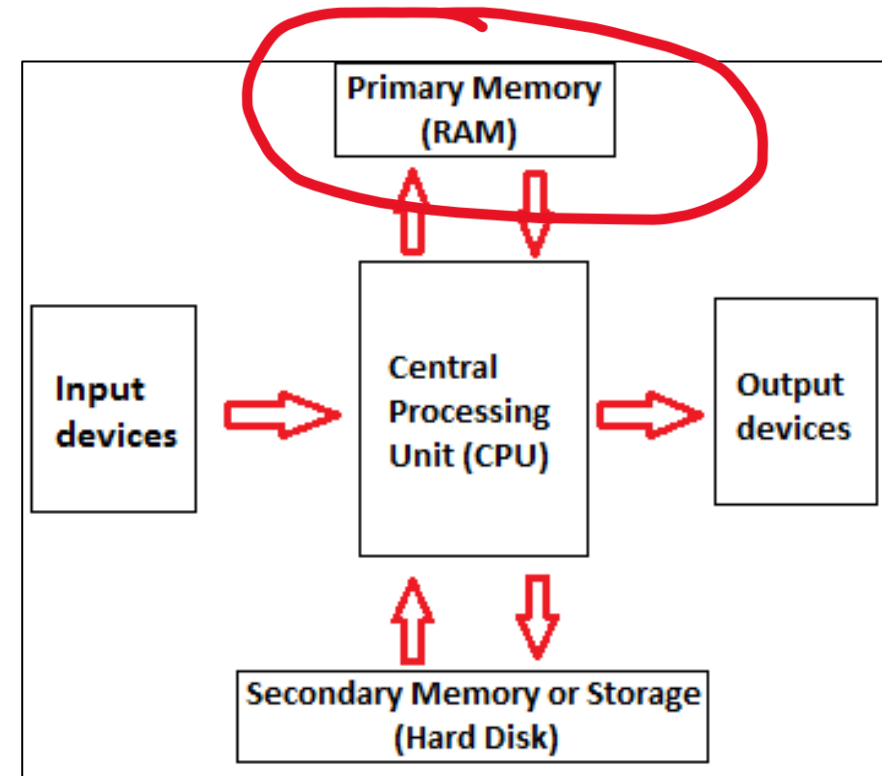 Primary Memory
(RAM)
Input
devices
Central
Processing
Unit (CPU)
Output
devices
Secondary Memory or Storage
(Hard Disk)